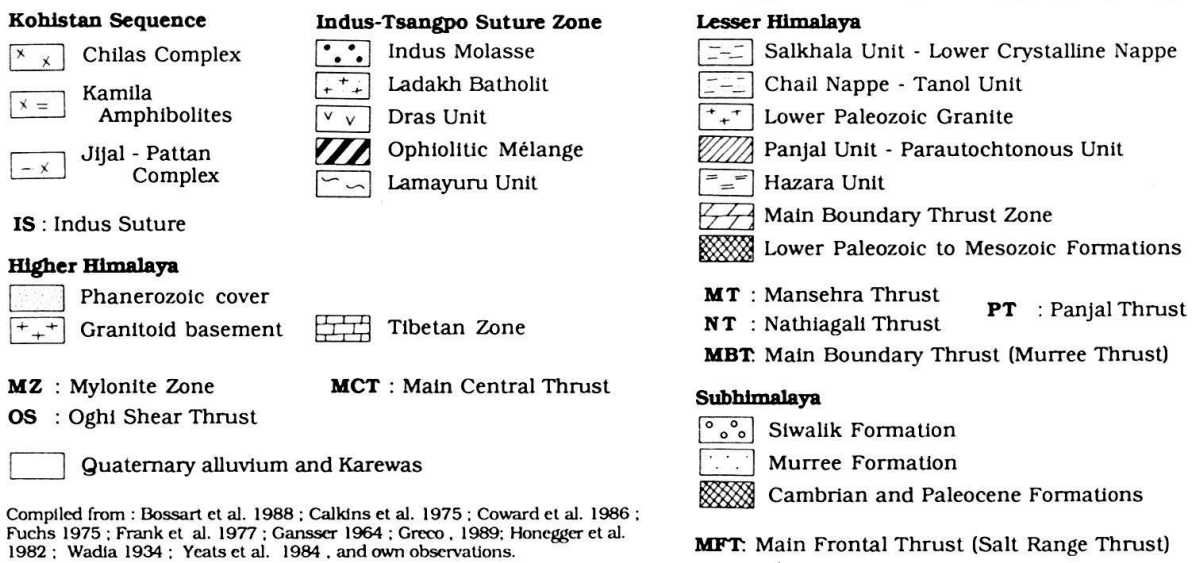 Kohistan Sequence
Chilas Complex
Kamila
Amphibolites
Jijal - Pattan
Complex
IS : Indus Suture
Indus-Tsangpo Suture Zone
Indus Molasse
Ladakh Batholit
Dras Unit
Ophiolitic Mélange
Lamayuru Unit
Higher Himalaya
Phanerozoic cover
Granitoid basement
Tibetan Zone
MZ : Mylonite Zone
MCT : Main Central Thrust
OS : Oghi Shear Thrust
Quaternary alluvium and Karewas
Compiled from : Bossart et al. 1988 ; Calkins et al. 1975 ; Coward et al. 1986 ;
Fuchs 1975 ; Frank et al. 1977 ; Gansser 1964 ; Greco , 1989; Honegger et al.
1982 ; Wadia 1934 ; Yeats et al. 1984 , and own observations.
Lesser Himalaya
Salkhala Unit - Lower Crystalline Nappe
Chail Nappe - Tanol Unit
Lower Paleozoic Granite
Panjal Unit - Parautochtonous Unit
Hazara Unit
Main Boundary Thrust Zone
Lower Paleozoic to Mesozoic Formations
MT : Mansehra Thrust
PT : Panjal Thrust
NT : Nathiagali Thrust
MBT: Main Boundary Thrust (Murree Thrust)
Subhimalaya
Siwalik Formation
Murree Formation
Cambrian and Paleocene Formations
MFT: Main Frontal Thrust (Salt Range Thrust)